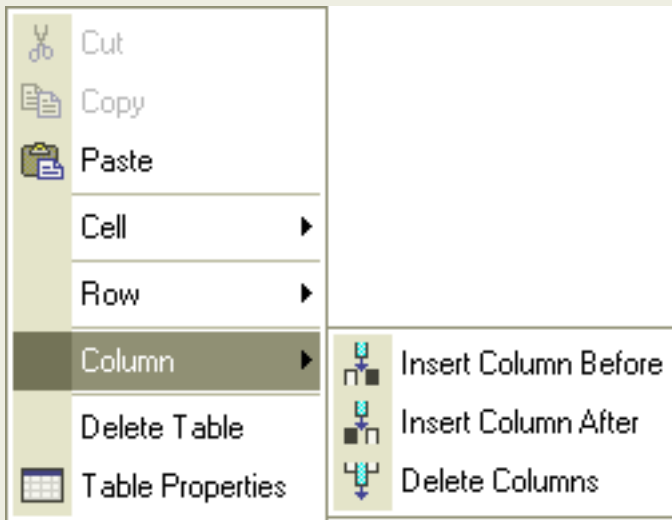 Cut
Copy
Paste
Cell
Row
Column
Delete Table
Table Properties
Insert Column Before
Insert Column After
Delete Columns